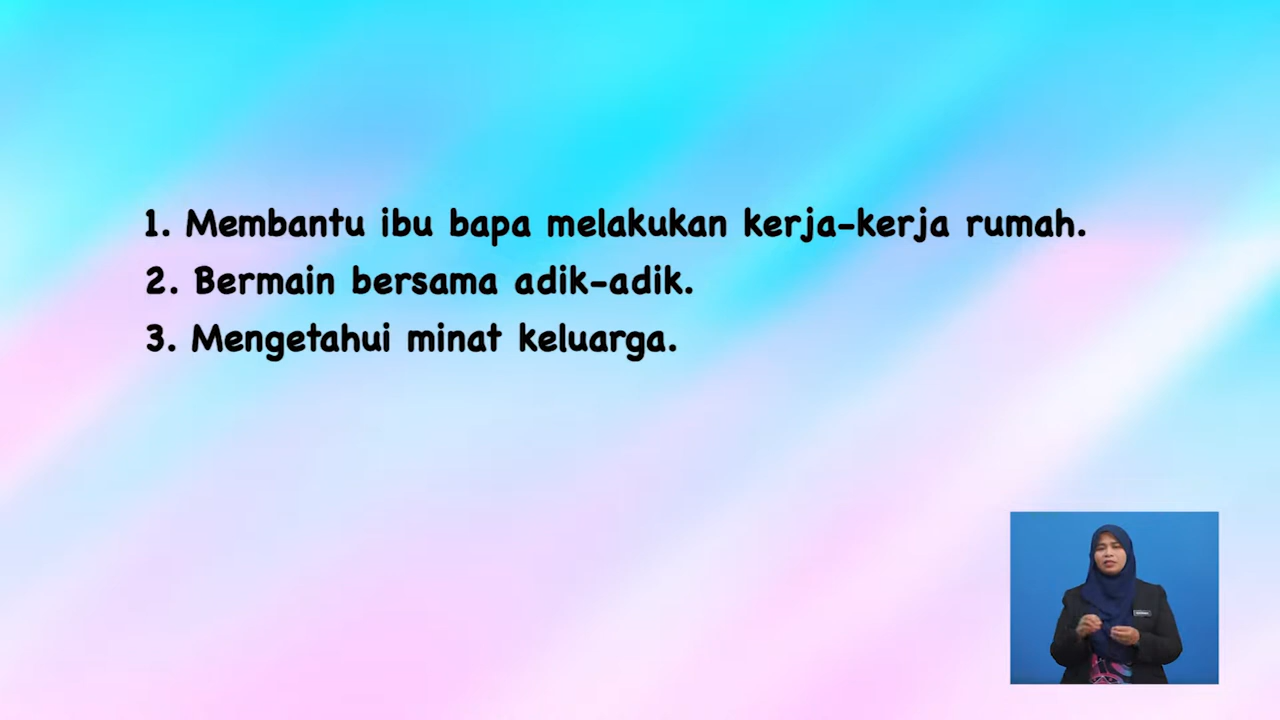 1. Membantu ibu bapa melakukan kerja-kerja rumah.
2. Bermain bersama adik-adik.
3. Mengetahui minat keluarga.